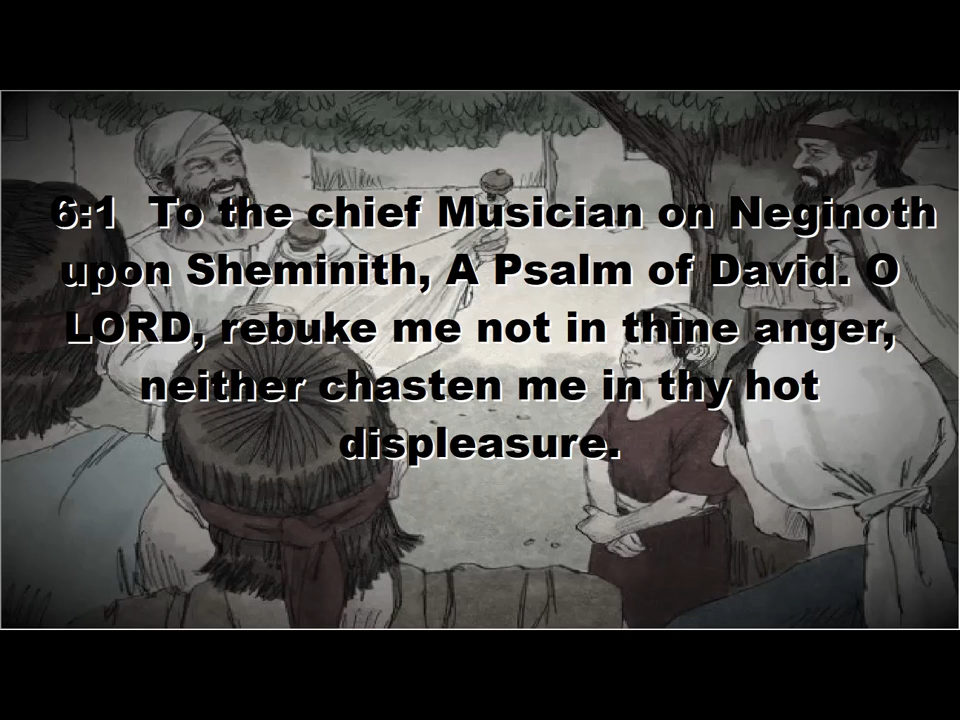 6:1 To the chief Musician on Neginoth
upon Sheminith, A Psalm of David. O
LORD, rebuke me not in thine anger,
neither chasten me in thy hot
displeasure.